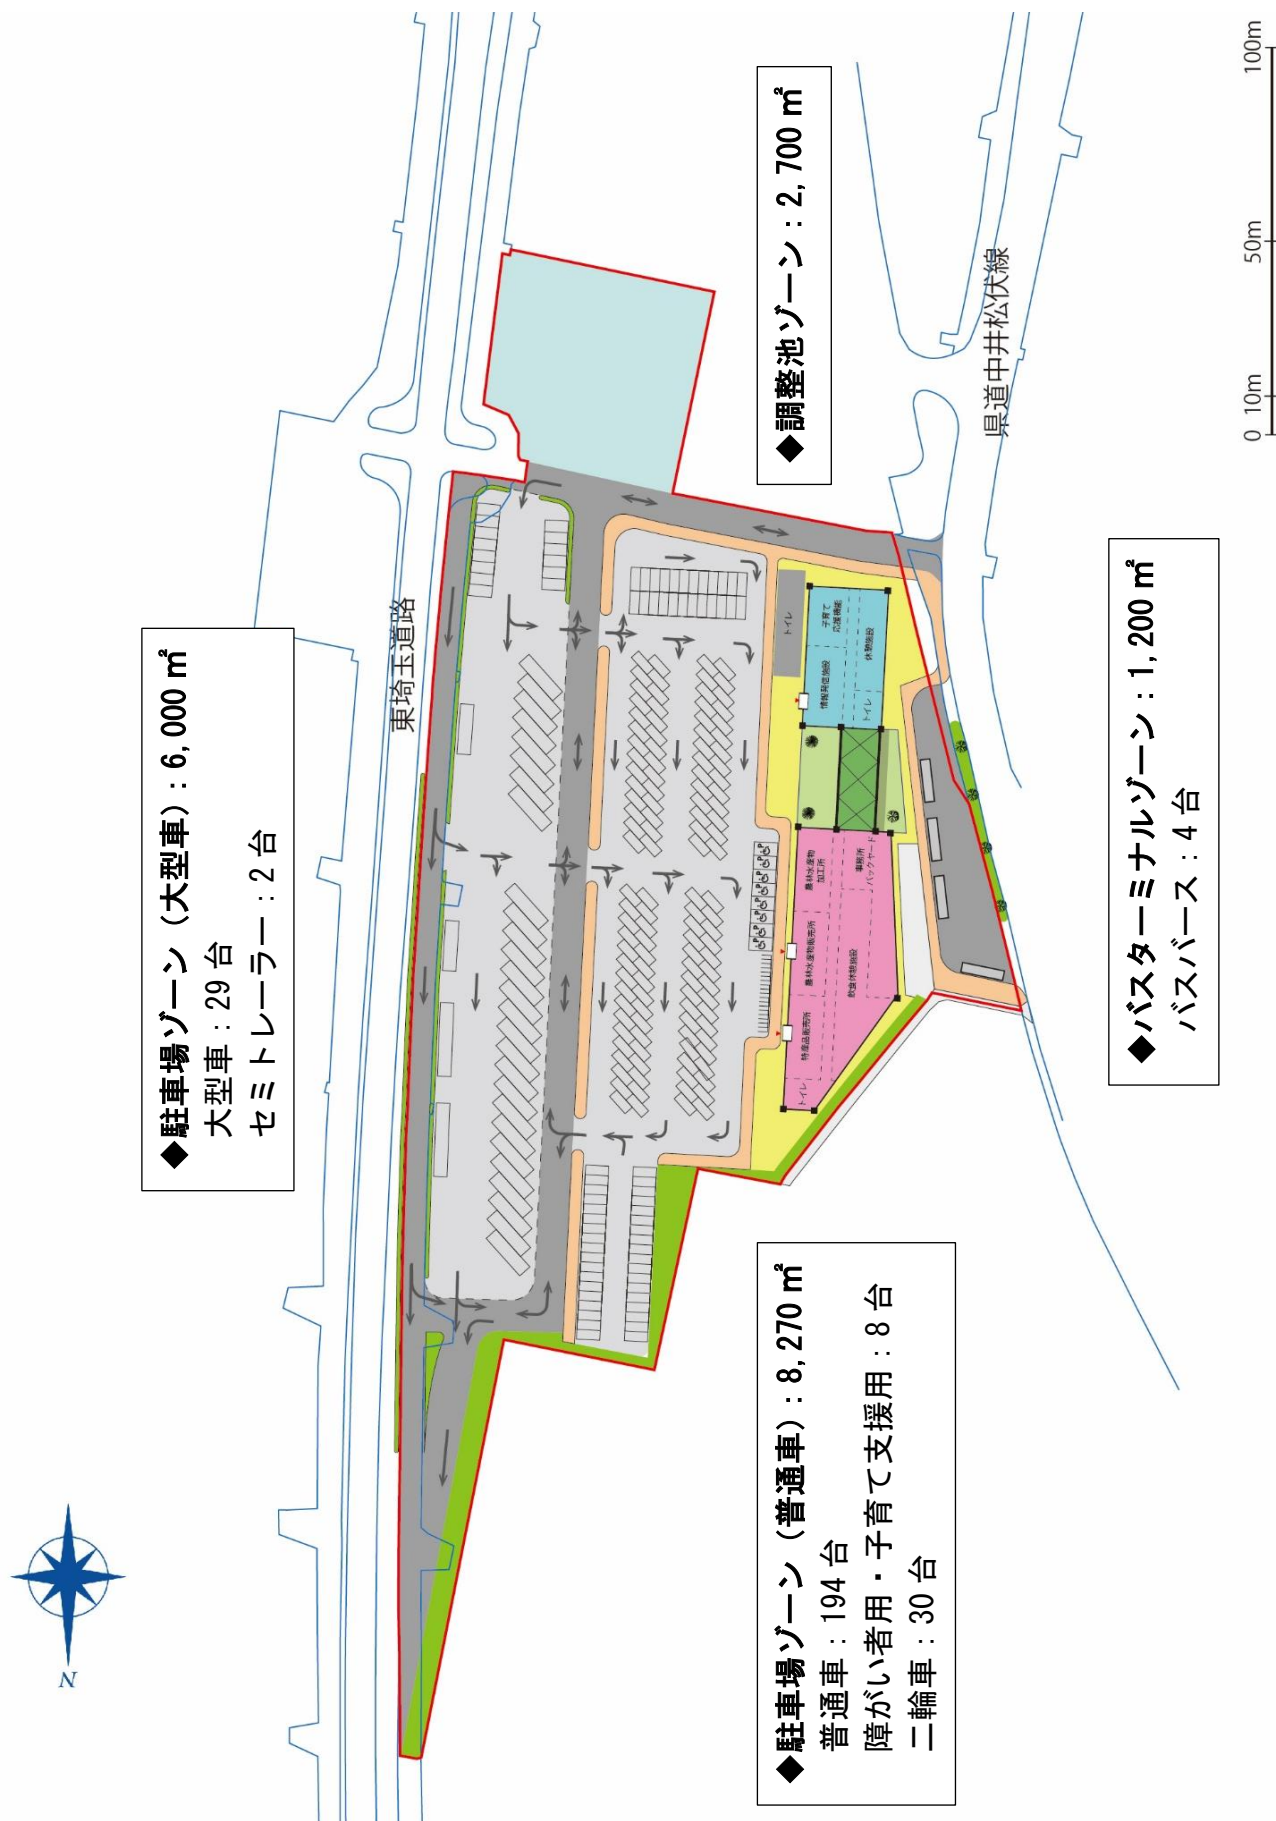 ◆駐車場ゾーン(大型車):6,000 ㎡
大型車:29 台
セミトレーラー:2 台
東埼玉道路
◆調整池ゾーン:2,700 ㎡
県道中井松伏線
◆駐車場ゾーン(普通車):8,270 ㎡
普通車:194 台
障がい者用・子育て支援用:8 台
二輪車:30 台
◆バスターミナルゾーン:1,200 ㎡
バスバース:4 台
トイレ
情報発信施設
子育て
応援機能
トイレ
休憩施設
農林水産物
加工所
事務所
バックヤード
農林水産物販売所
飲食休憩施設
特産品販売所
トイレ
N
0 10m 50m 100m